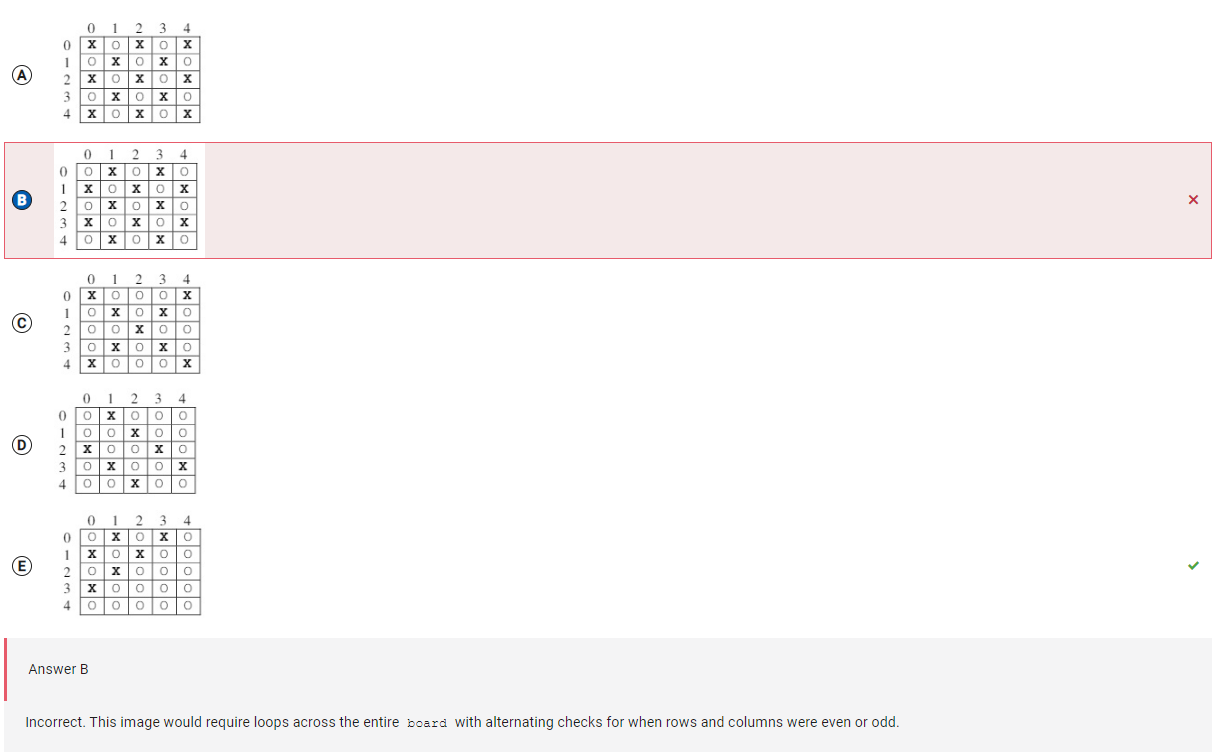 0 1 2 3 4
0 X O X O X
1 O X O X O
A
2 X O X O X
3 O X O X O
4 X O X O X
0 1 2 3 4
0 O X O X O
1 X O X O X
B
2 O X O X O
3 X O X O X
4 O X O X O
0 1 2 3 4
0 X O O O X
1 O X O X O
C
2 O O X O O
3 O X O X O
4 X O O O X
0 1 2 3 4
0 O X O O O
1 O O X O O
D
2 X O O X O
3 O X O O X
4 O O X O O
0 1 2 3 4
0 O X O X O
1 X O X O O
E
2 O X O O O
3 X O O O O
4 O O O O O
Answer B
Incorrect. This image would require loops across the entire board with alternating checks for when rows and columns were even or odd.